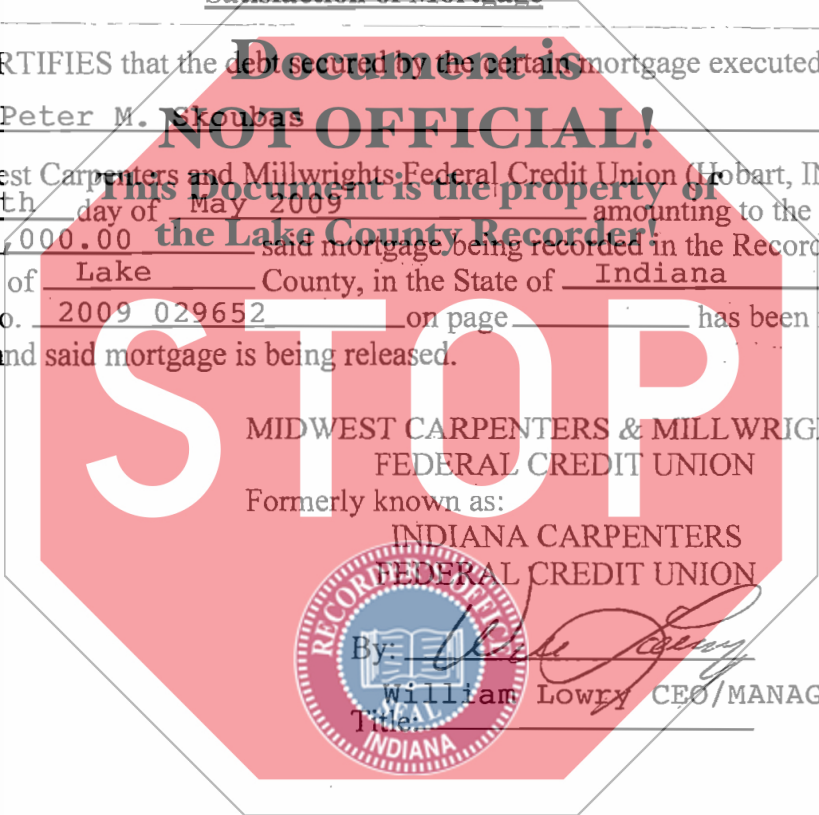 Satisfaction of Mortgage
RTIFIES that the debt secured by the certain mortgage executed
Document is
Peter M. Skoubas
NOT OFFICIAL!
est Carpenters and Millwrights Federal Credit Union (Hobart, IN
This Document is the property of
th day of May 2009 amounting to the
the Lake County Recorder!
,000.00 said mortgage being recorded in the Record
of Lake County, in the State of Indiana
o. 2009 029652 on page has been
and said mortgage is being released.
STOP
MIDWEST CARPENTERS & MILLWRIG
FEDERAL CREDIT UNION
Formerly known as:
INDIANA CARPENTERS
FEDERAL CREDIT UNION
RECORDER'S OFFICE
By:
William Lowry CEO/MANAG
SEAL
Title:
INDIANA